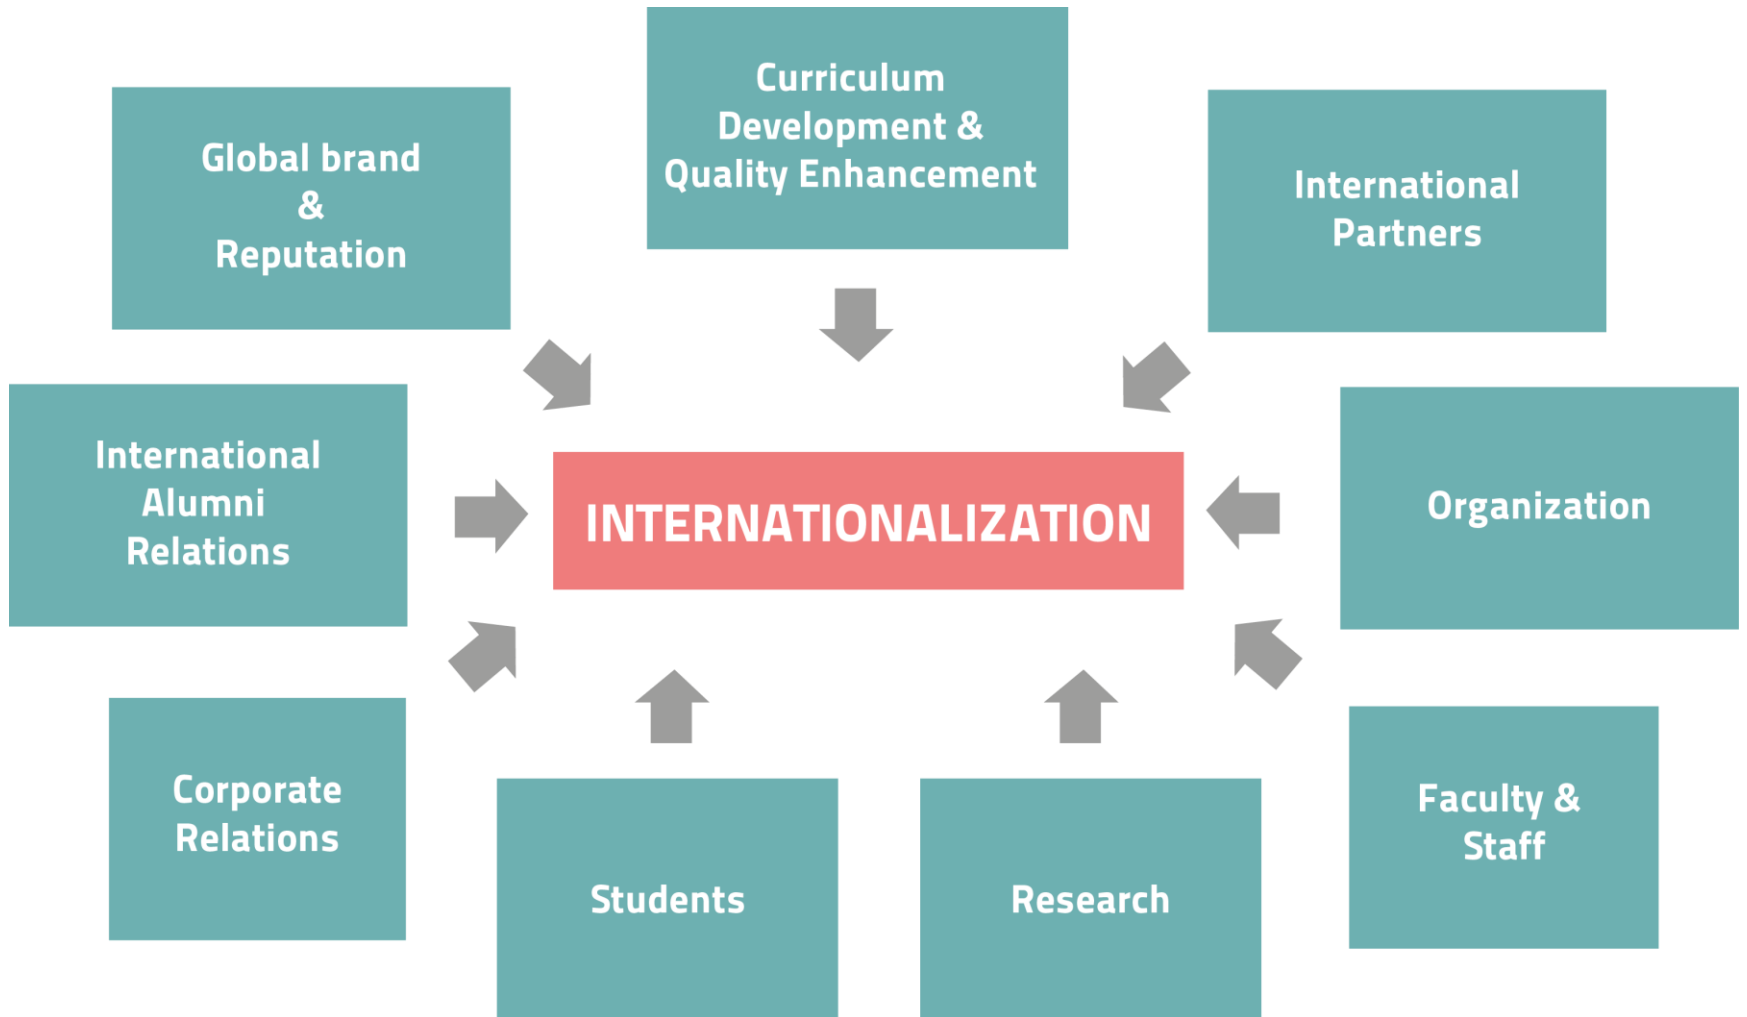 Curriculum
Development &
Quality Enhancement
Global brand
&
Reputation
International
Partners
International
Alumni
Relations
INTERNATIONALIZATION
Organization
Corporate
Relations
Students
Research
Faculty &
Staff